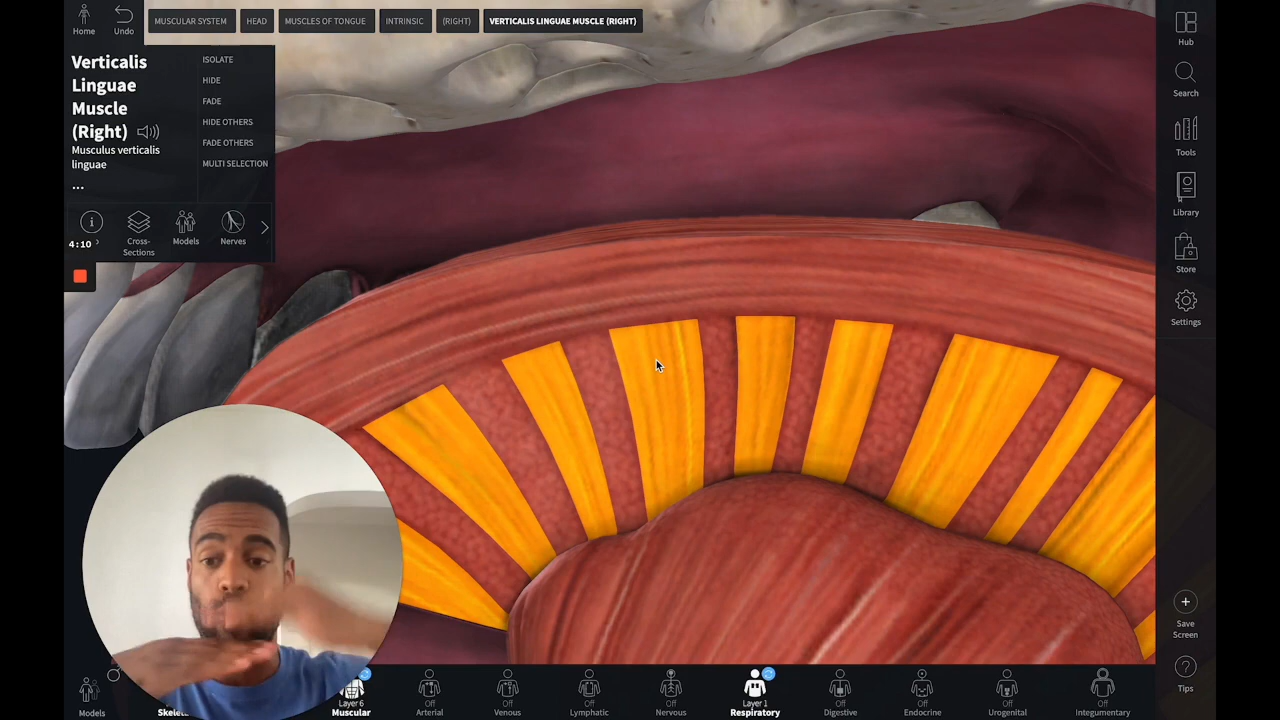 Home
Undo
MUSCULAR SYSTEM
HEAD
MUSCLES OF TONGUE
INTRINSIC
(RIGHT)
VERTICALIS LINGUAE MUSCLE (RIGHT)
Verticalis
Linguae
Muscle
(Right)
Musculus verticalis
linguae
...
ISOLATE
HIDE
FADE
HIDE OTHERS
FADE OTHERS
MULTI SELECTION
4:10
Cross-
Sections
Models
Nerves
Hub
Search
Tools
Library
Store
Settings
Save
Screen
Tips
Models
Layer 6
Muscular
Off
Arterial
Off
Venous
Off
Lymphatic
Off
Nervous
Layer 1
Respiratory
Off
Digestive
Off
Endocrine
Off
Urogenital
Off
Integumentary